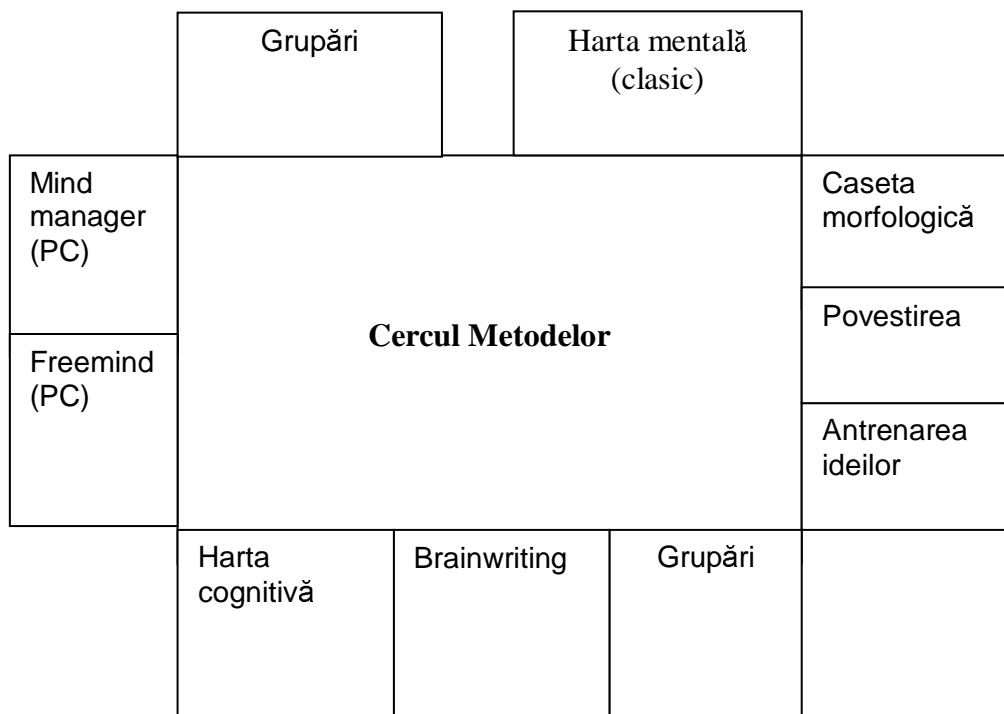 Grupări
Harta mentală
(clasic)
Mind
manager
(PC)
Caseta
morfologică
Cercul Metodelor
Povestirea
Freemind
(PC)
Antrenarea
ideilor
Harta
cognitivă
Brainwriting
Grupări